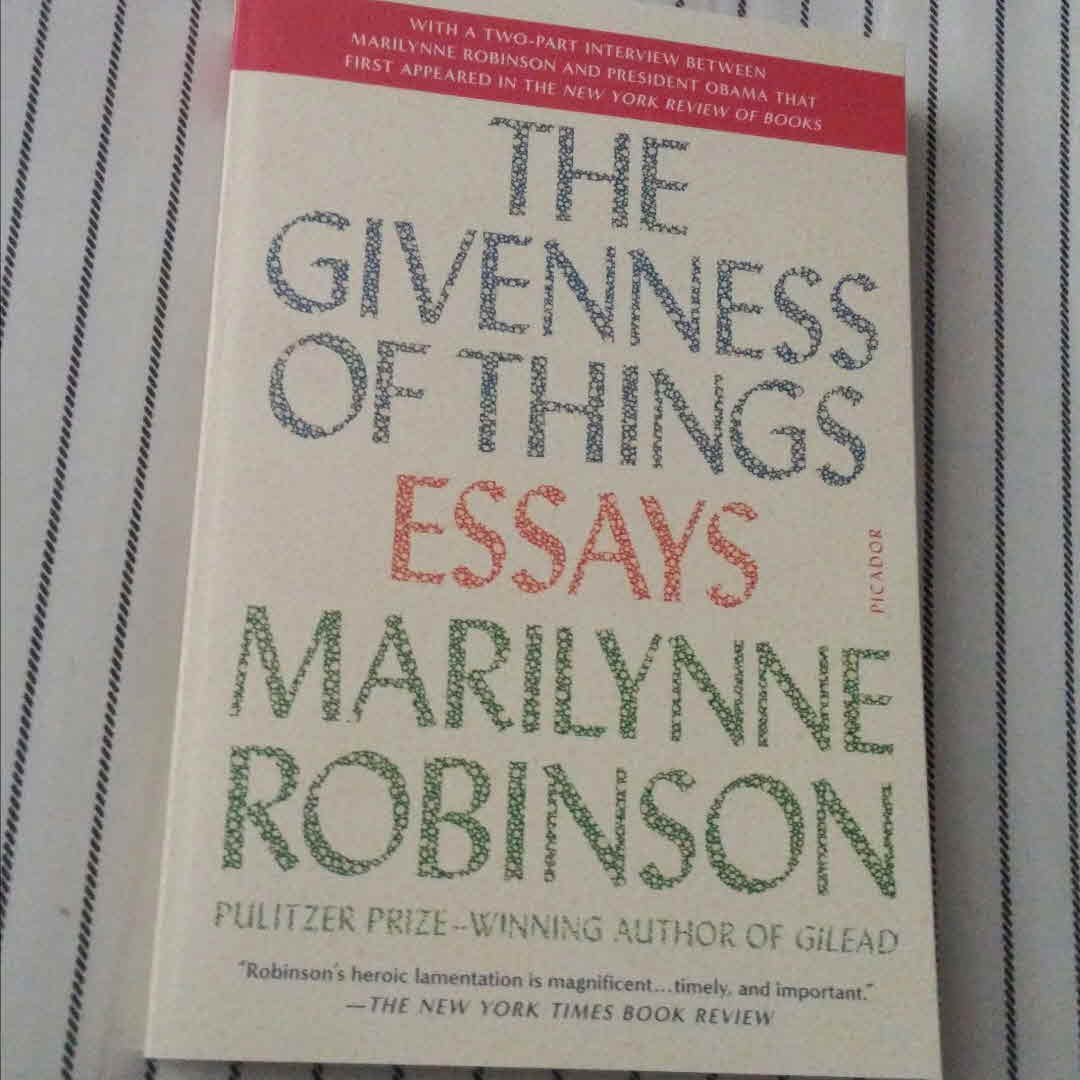 WITH A TWO-PART INTERVIEW BETWEEN
MARILYNNE ROBINSON AND PRESIDENT OBAMA THAT
FIRST APPEARED IN THE NEW YORK REVIEW OF BOOKS
THE
GIVENNESS
OF THINGS
ESSAYS
PICADOR
MARILYNNE
ROBINSON
PULITZER PRIZE–WINNING AUTHOR OF GILEAD
"Robinson's heroic lamentation is magnificent...timely, and important."
—THE NEW YORK TIMES BOOK REVIEW